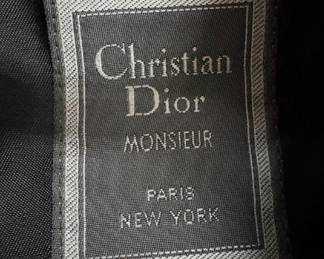 Christian
Dior
MONSIEUR
PARIS
NEW YORK